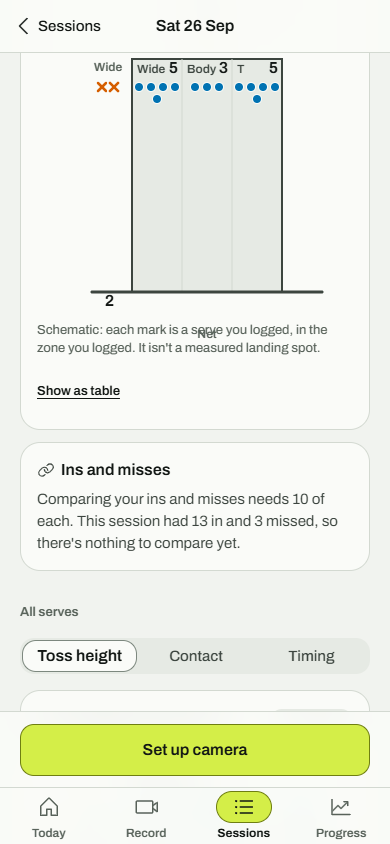 Sessions
Sat 26 Sep
Wide
Wide 5
Body 3
T 5
2
Net
Schematic: each mark is a serve you logged, in the
zone you logged. It isn't a measured landing spot.
Show as table
Ins and misses
Comparing your ins and misses needs 10 of
each. This session had 13 in and 3 missed, so
there's nothing to compare yet.
All serves
Toss height
Contact
Timing
Set up camera
Today
Record
Sessions
Progress